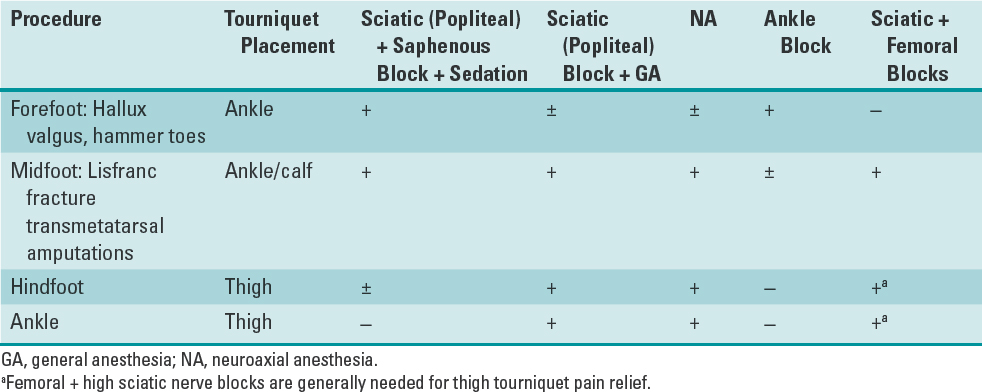 Procedure Tourniquet Placement Sciatic (Popliteal) + Saphenous Block + Sedation Sciatic (Popliteal) Block + GA NA Ankle Block Sciatic + Femoral Blocks
Forefoot: Hallux valgus, hammer toes Ankle + ± ± + –
Midfoot: Lisfranc fracture transmetatarsal amputations Ankle/calf + + + ± +
Hindfoot Thigh ± + + – +a
Ankle Thigh – + + – +a
GA, general anesthesia; NA, neuroaxial anesthesia.
aFemoral + high sciatic nerve blocks are generally needed for thigh tourniquet pain relief.